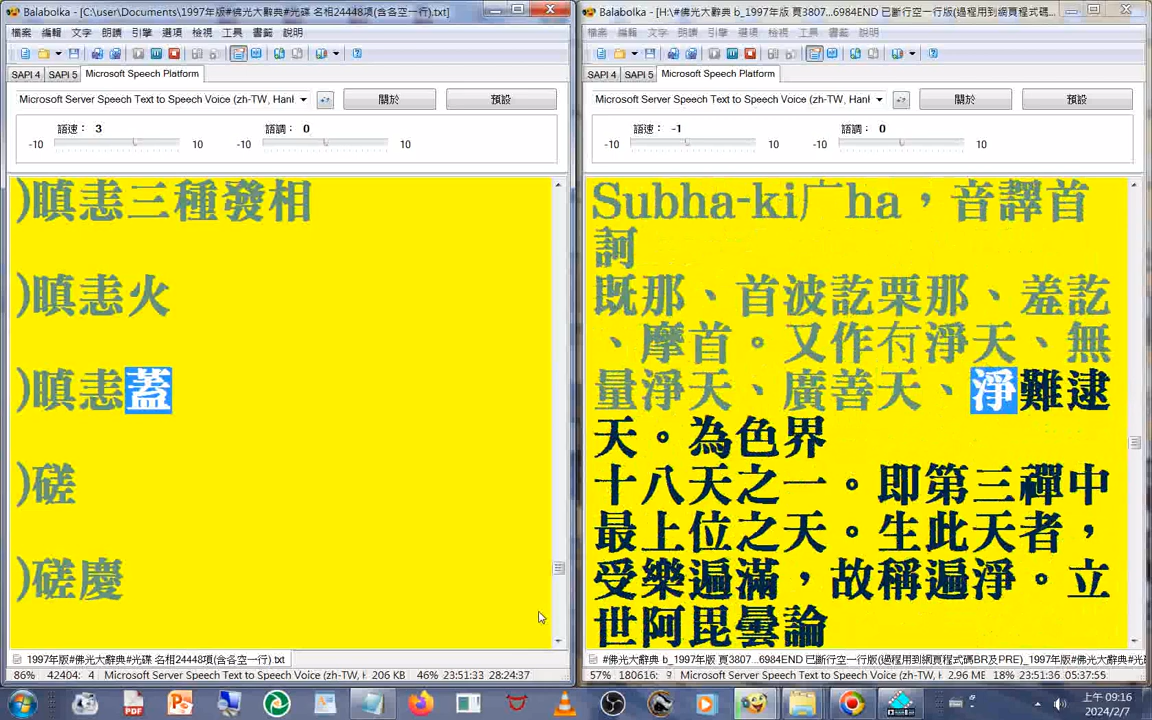 Balabolka - [C:\user\Documents\1997年版#佛光大辭典#光碟 名相24448項(含各空一行).txt]
檔案 編輯 文字 朗讀 引擎 選項 檢視 工具 書籤 說明
SAPI 4 SAPI 5 Microsoft Speech Platform
Microsoft Server Speech Text to Speech Voice (zh-TW, Hanl
關於 預設
語速： 3 語調： 0
-10 10 -10 10
)瞋恚三種發相
)瞋恚火
)瞋恚蓋
)磋
)磋慶
1997年版#佛光大辭典#光碟 名相24448項(含各空一行).txt
86% 42404: 4 Microsoft Server Speech Text to Speech Voice (zh-TW, H 206 KB 46% 23:51:33 28:24:37
Balabolka - [H:\#佛光大辭典 b_1997年版 頁3807...6984END 已斷行空一行版(過程用到網頁程式碼...
檔案 編輯 文字 朗讀 引擎 選項 檢視 工具 書籤 說明
SAPI 4 SAPI 5 Microsoft Speech Platform
Microsoft Server Speech Text to Speech Voice (zh-TW, Hanl
關於 預設
語速： -1 語調： 0
-10 10 -10 10
Subha-ki广ha，音譯首
訶
既那、首波訖栗那、羞訖
、摩首。又作冇淨天、無
量淨天、廣善天、淨難逮
天。為色界
十八天之一。即第三禪中
最上位之天。生此天者，
受樂遍滿，故稱遍淨。立
世阿毘曇論
#佛光大辭典 b_1997年版 頁3807...6984END 已斷行空一行版(過程用到網頁程式碼BR及PRE)_1997年版#佛光大辭典#光
57% 180616: 9 Microsoft Server Speech Text to Speech Voice (zh-TW, H 2.96 ME 18% 23:51:36 05:37:55
PDF
上午 09:16
2024/2/7